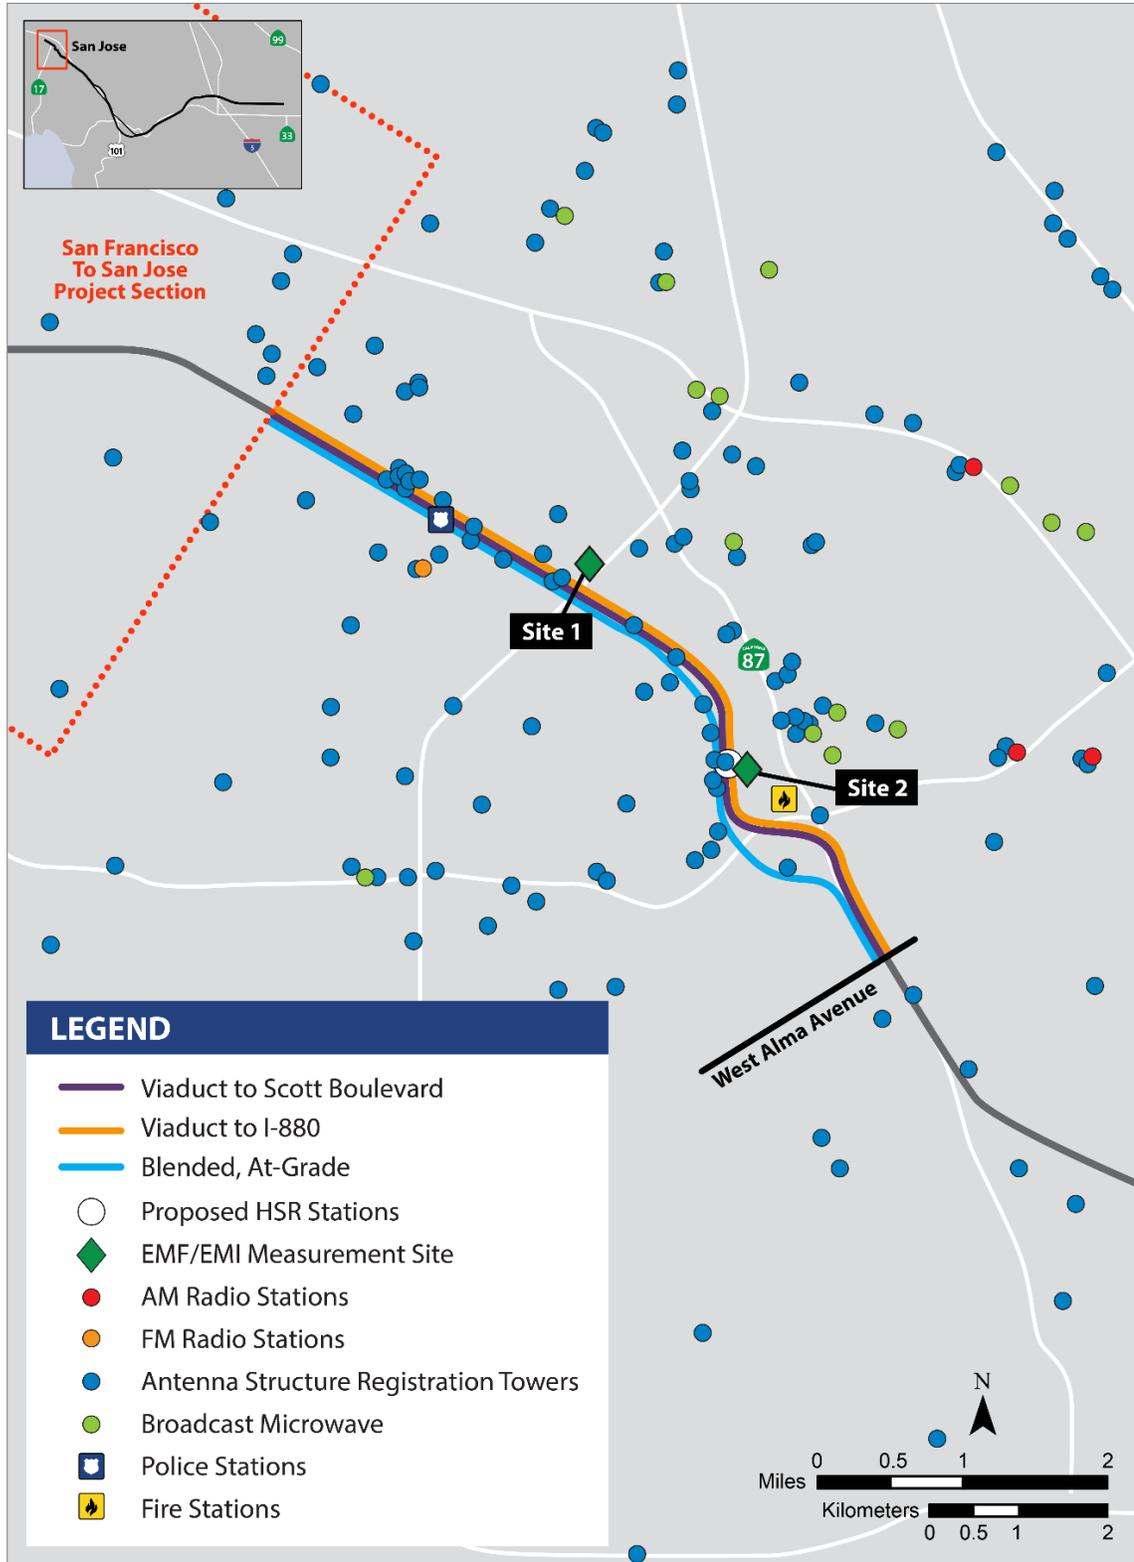 San Jose
99
17
33
101
5
San Francisco
To San Jose
Project Section
Site 1
CALIFORNIA
87
Site 2
West Alma Avenue
LEGEND
Viaduct to Scott Boulevard
Viaduct to I-880
Blended, At-Grade
Proposed HSR Stations
EMF/EMI Measurement Site
AM Radio Stations
FM Radio Stations
Antenna Structure Registration Towers
Broadcast Microwave
Police Stations
Fire Stations
N
0 0.5 1 2
Miles
Kilometers
0 0.5 1 2